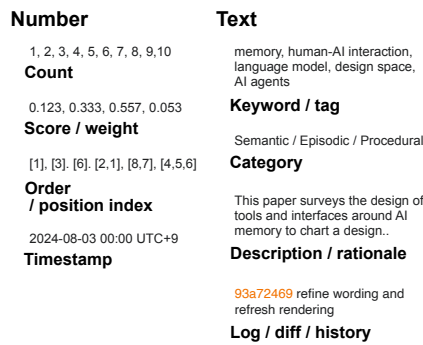 Number
1, 2, 3, 4, 5, 6, 7, 8, 9,10
Count
0.123, 0.333, 0.557, 0.053
Score / weight
[1], [3]. [6]. [2,1], [8,7], [4,5,6]
Order
/ position index
2024-08-03 00:00 UTC+9
Timestamp
Text
memory, human-AI interaction,
language model, design space,
AI agents
Keyword / tag
Semantic / Episodic / Procedural
Category
This paper surveys the design of
tools and interfaces around AI
memory to chart a design..
Description / rationale
93a72469 refine wording and
refresh rendering
Log / diff / history